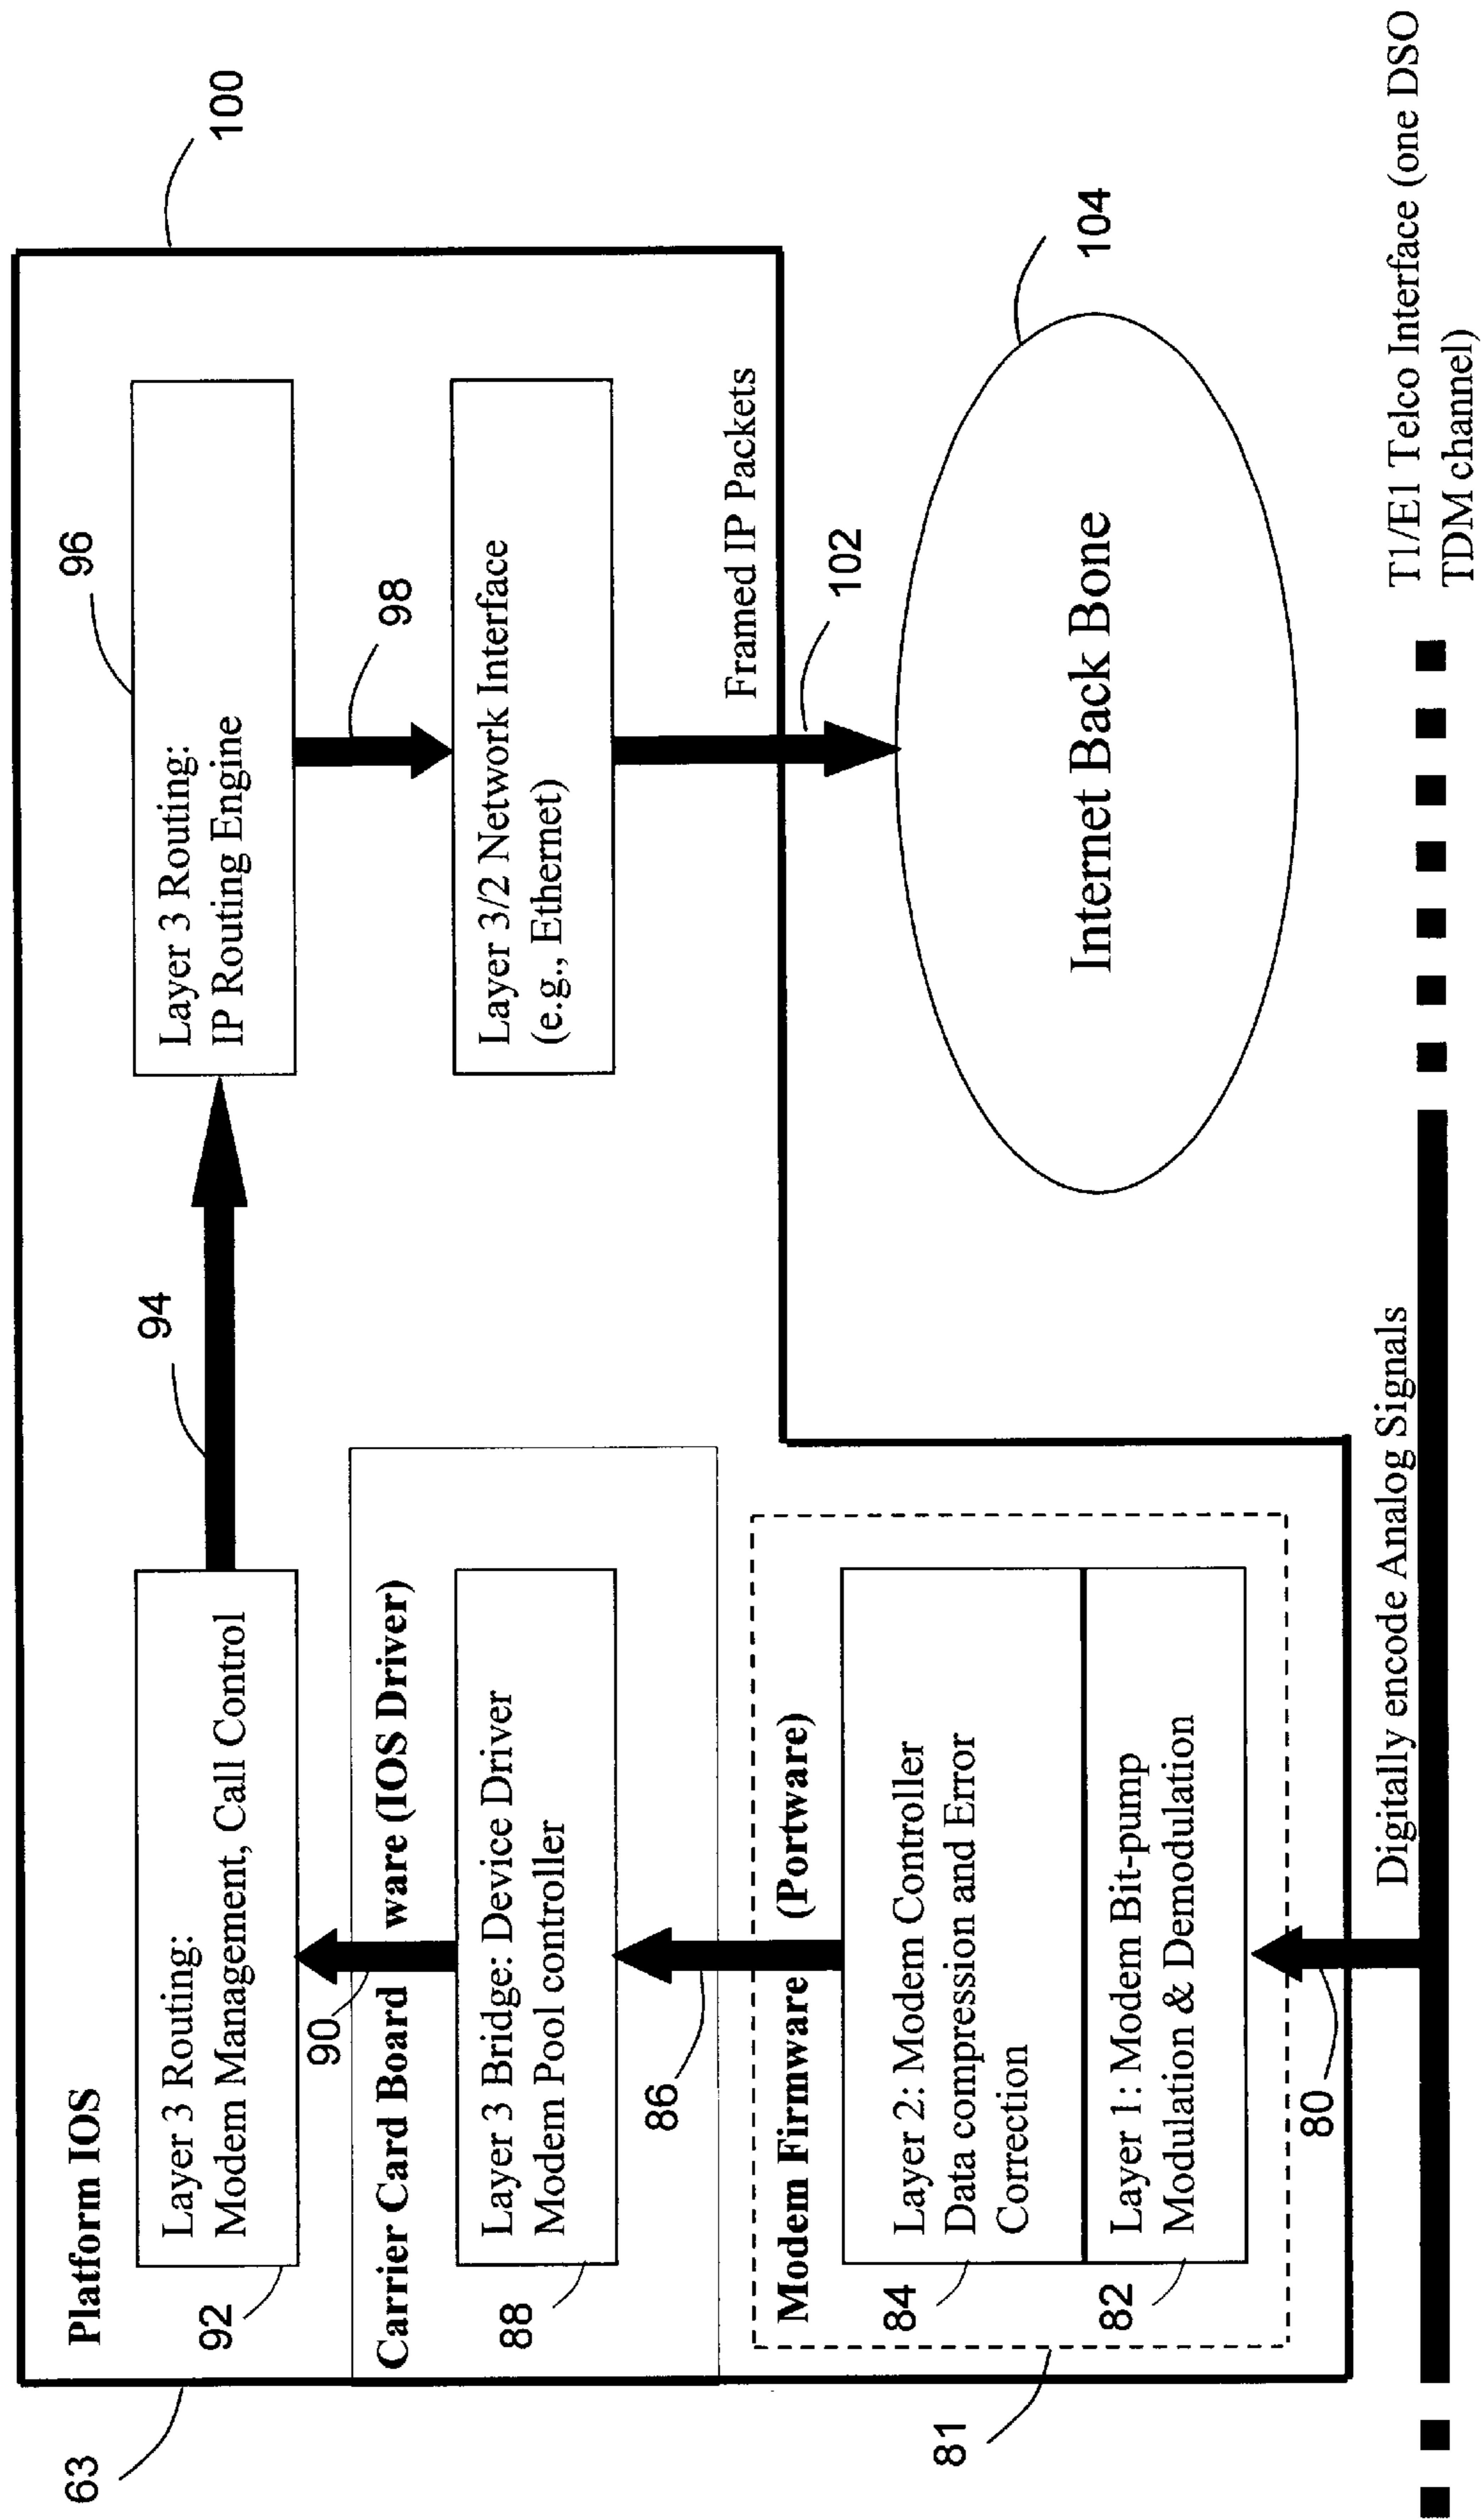 63
Platform IOS
92
Layer 3 Routing:
Modem Management, Call Control
90
Carrier Card Board ware (IOS Driver)
88
Layer 3 Bridge: Device Driver
Modem Pool controller
86
Modem Firmware (Portware)
81
84
Layer 2: Modem Controller
Data compression and Error
Correction
82
Layer 1: Modem Bit-pump
Modulation & Demodulation
80
94
96
Layer 3 Routing:
IP Routing Engine
98
Layer 3/2 Network Interface
(e.g., Ethernet)
100
Framed IP Packets
102
104
Internet Back Bone
Digitally encode Analog Signals
T1/E1 Telco Interface (one DSO
TDM channel)